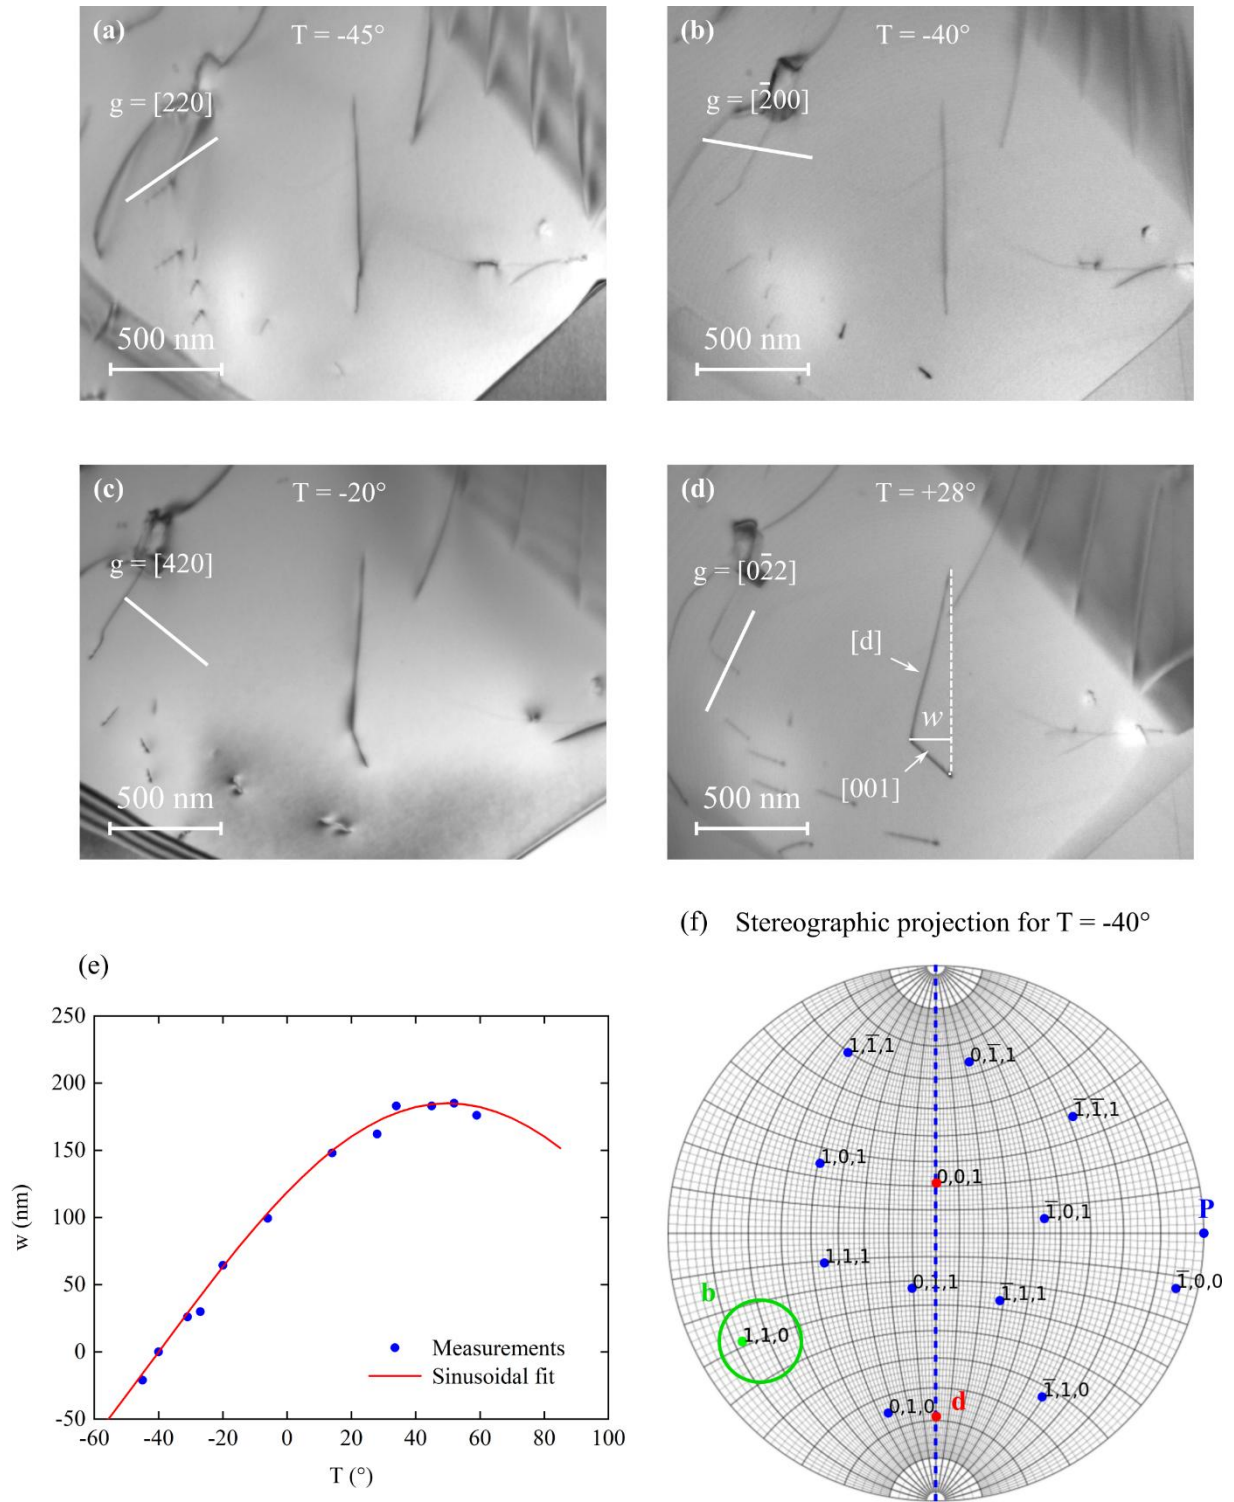 (a) T = -45°
g = [220]
500 nm
(b) T = -40°
g = [2̅00]
500 nm
(c) T = -20°
g = [420]
500 nm
(d) T = +28°
g = [02̅2]
[d]
w
[001]
500 nm
(e)
250
200
150
100
50
0
-50
-60 -40 -20 0 20 40 60 80 100
w (nm)
T (°)
Measurements
Sinusoidal fit
(f) Stereographic projection for T = -40°
1,1̅,1
0,1̅,1
1̅,1̅,1
1,0,1
0,0,1
1̅,0,1
P
1,1,1
0,1,1
1̅,1,1
1̅,0,0
b
1,1,0
0,1,0
d
1̅,1,0